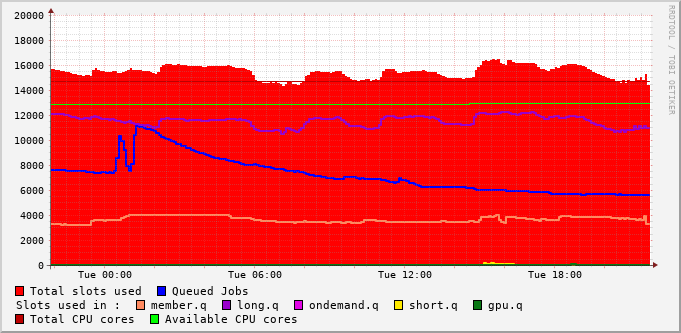 RRDTOOL / TOBI OETIKER
20000
18000
16000
14000
12000
10000
8000
6000
4000
2000
0
Tue 00:00 Tue 06:00 Tue 12:00 Tue 18:00
Total slots used Queued Jobs
Slots used in : member.q long.q ondemand.q short.q gpu.q
Total CPU cores Available CPU cores